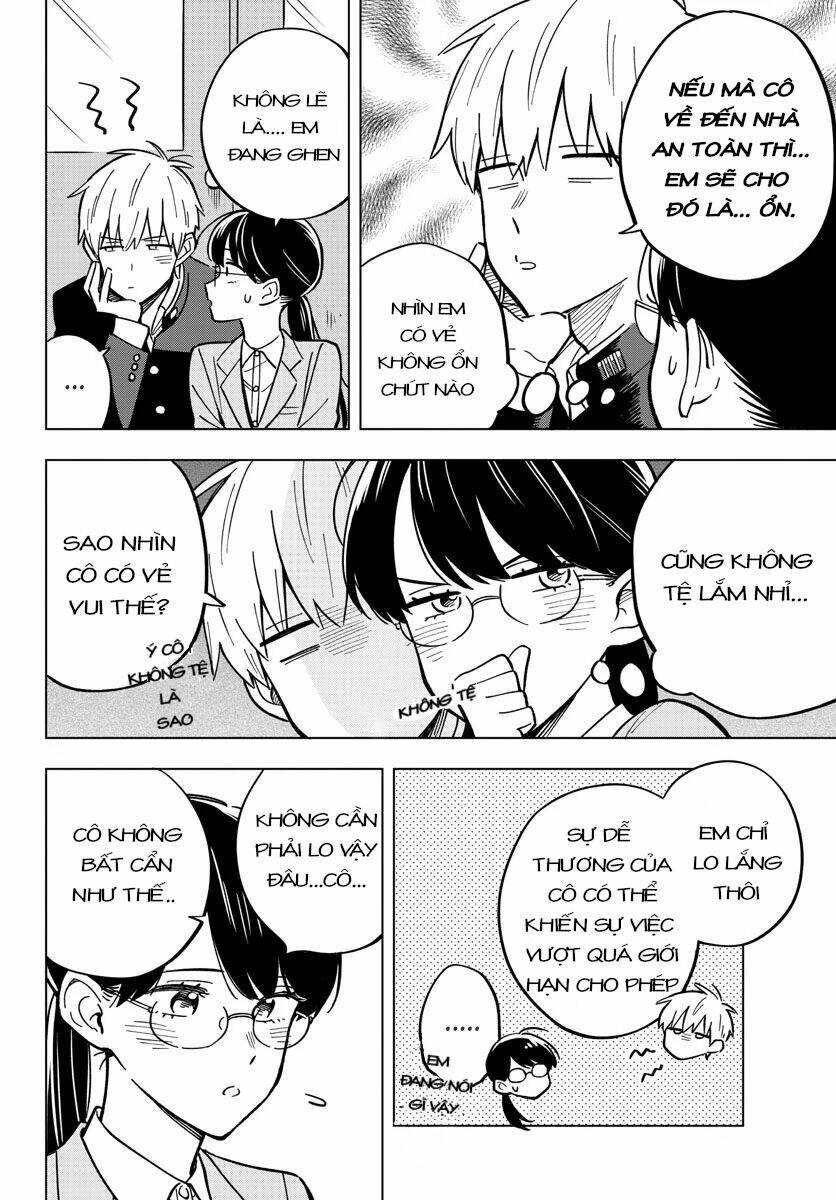 NẾU MÀ CÔ
VỀ ĐẾN NHÀ
AN TOÀN THÌ...
EM SẼ CHO
ĐÓ LÀ... ỔN.
NHÌN EM
CÓ VẺ
KHÔNG ỔN
CHÚT NÀO
KHÔNG LẼ
LÀ.... EM
ĐANG GHEN
...
CŨNG KHÔNG
TỆ LẮM NHỈ...
KHÔNG TỆ
SAO NHÌN
CÔ CÓ VẺ
VUI THẾ?
Ý CÔ
KHÔNG TỆ
LÀ
SAO
EM CHỈ
LO LẮNG
THÔI
SỰ DỄ
THƯƠNG CỦA
CÔ CÓ THỂ
KHIẾN SỰ VIỆC
VƯỢT QUÁ GIỚI
HẠN CHO PHÉP
.....
EM
ĐANG NÓI
GÌ VẬY
KHÔNG CẦN
PHẢI LO VẬY
ĐÂU...CÔ...
CÔ KHÔNG
BẤT CẨN
NHƯ THẾ..